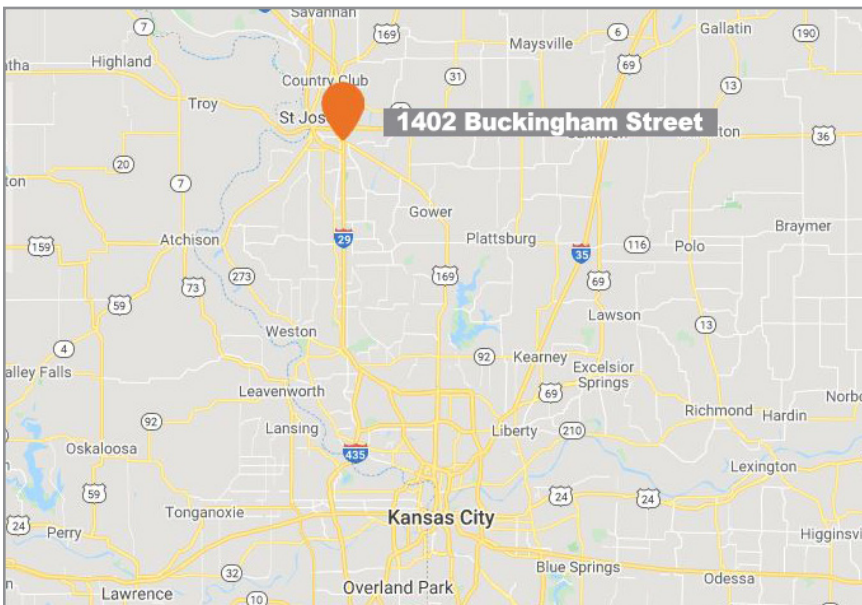 Savannah
7
169
Maysville
6
Gallatin
190
69
Highland
Country Club
31
13
Troy
St Jos
1402 Buckingham Street
36
20
7
Gower
Braymer
159
Atchison
29
Plattsburg
35
116
Polo
273
169
69
73
59
Lawson
Weston
13
4
92
Kearney
Excelsior
Springs
alley Falls
Leavenworth
69
Richmond
Hardin
Norbo
92
Lansing
Liberty
210
Oskaloosa
435
Lexington
59
24
24
Tonganoxie
Kansas City
24
Perry
Higginsvi
32
Blue Springs
Odessa
Lawrence
10
Overland Park